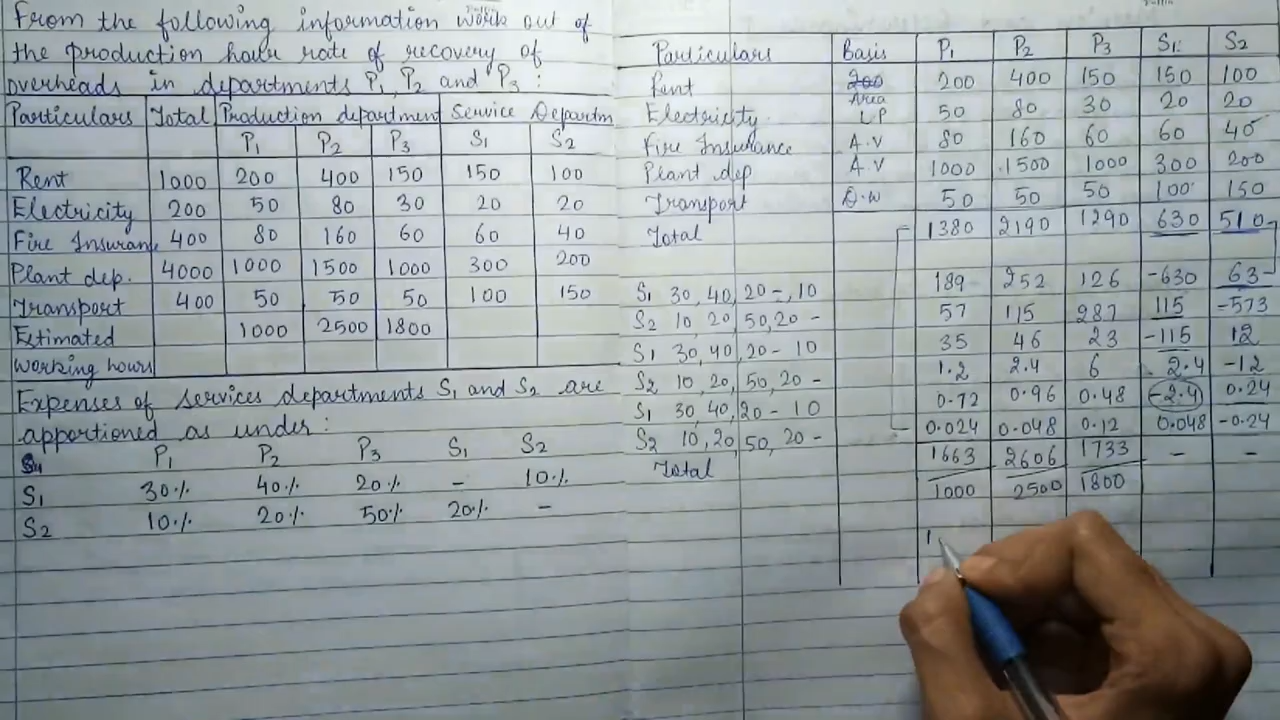 From the following information work out of
the production hour rate of recovery of
overheads in departments P1, P2 and P3 :
Particulars Total Production department Service Departm
P1 P2 P3 S1 S2
Rent 1000 200 400 150 150 100
Electricity 200 50 80 30 20 20
Fire Insuranc 400 80 160 60 60 40
Plant dep. 4000 1000 1500 1000 300 200
Transport 400 50 50 50 100 150
Estimated 1000 2500 1800
working hours
Expenses of services departments S1 and S2 are
apportioned as under :
P1 P2 P3 S1 S2
S1 30% 40% 20% - 10%
S2 10% 20% 50% 20% -
Particulars Basis P1 P2 P3 S1 S2
Rent Area 200 400 150 150 100
Electricity LP 50 80 30 20 20
Fire Insurance A.V 80 160 60 60 40
Plant dep A.V 1000 1500 1000 300 200
Transport D.W 50 50 50 100 150
Total 1380 2190 1290 630 510
S1 30, 40, 20 -, 10 189 252 126 -630 63
S2 10, 20, 50, 20 - 57 115 287 115 -573
S1 30, 40, 20 - 10 35 46 23 -115 12
S2 10, 20, 50, 20 - 1.2 2.4 6 2.4 -12
S1 30, 40, 20 - 10 0.72 0.96 0.48 -2.4 0.24
S2 10, 20, 50, 20 - 0.024 0.048 0.12 0.048 -0.24
Total 1663 2606 1733 - -
1000 2500 1800